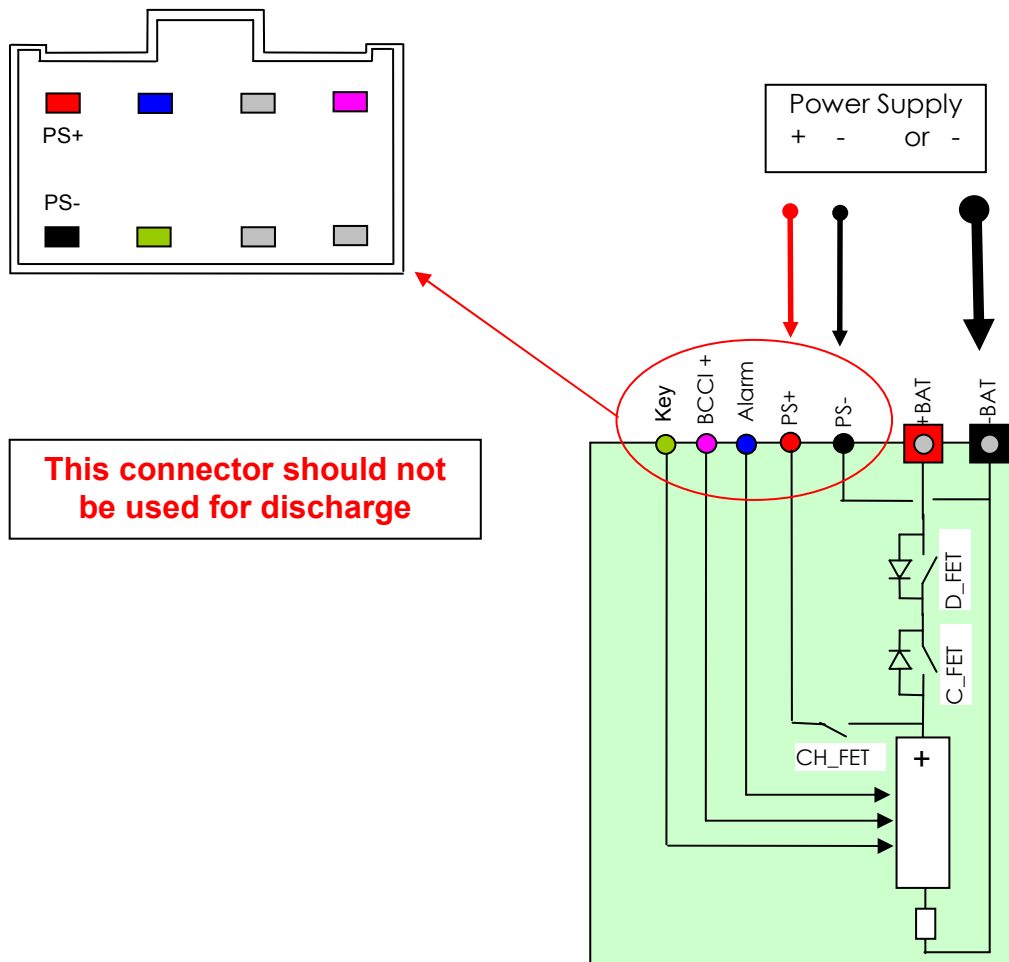 PS+
PS-
Power Supply
+ - or -
This connector should not
be used for discharge
Key
BCCI +
Alarm
PS+
PS-
+BAT
-BAT
D_FET
C_FET
CH_FET
+